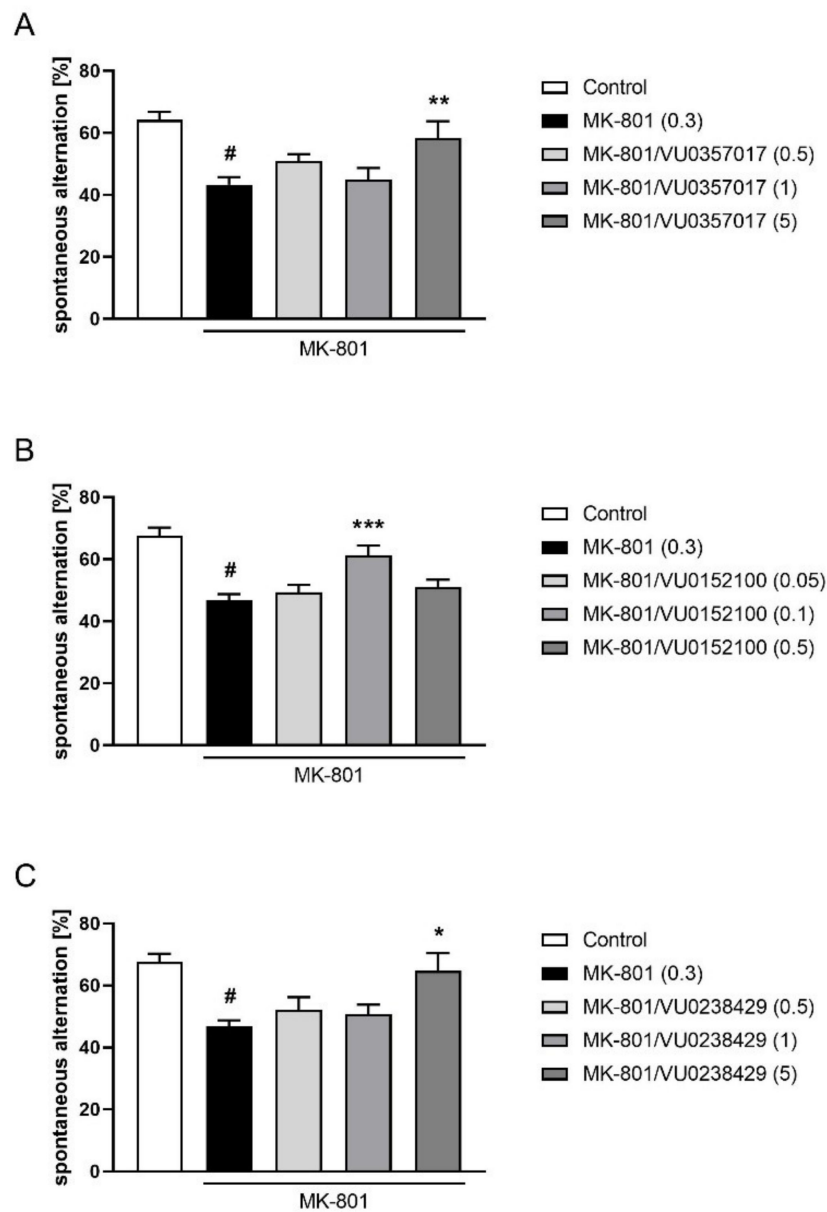 A
spontaneous alternation [%]
80
60
40
20
0
#
**
MK-801
Control
MK-801 (0.3)
MK-801/VU0357017 (0.5)
MK-801/VU0357017 (1)
MK-801/VU0357017 (5)
B
spontaneous alternation [%]
80
60
40
20
0
#
***
MK-801
Control
MK-801 (0.3)
MK-801/VU0152100 (0.05)
MK-801/VU0152100 (0.1)
MK-801/VU0152100 (0.5)
C
spontaneous alternation [%]
80
60
40
20
0
#
*
MK-801
Control
MK-801 (0.3)
MK-801/VU0238429 (0.5)
MK-801/VU0238429 (1)
MK-801/VU0238429 (5)